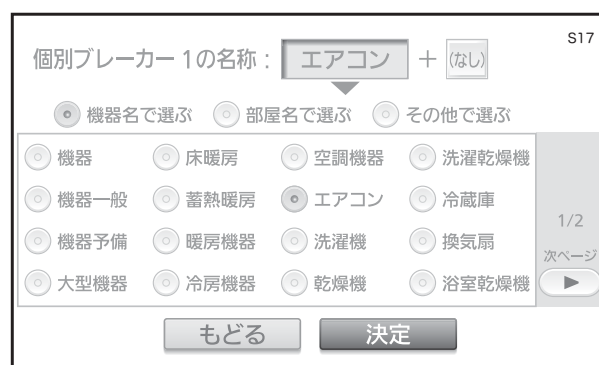 S17
個別ブレーカー 1の名称 : エアコン + (なし)
機器名で選ぶ 部屋名で選ぶ その他で選ぶ
機器 床暖房 空調機器 洗濯乾燥機
機器一般 蓄熱暖房 エアコン 冷蔵庫
機器予備 暖房機器 洗濯機 換気扇
大型機器 冷房機器 乾燥機 浴室乾燥機
1/2
次ページ
もどる 決定